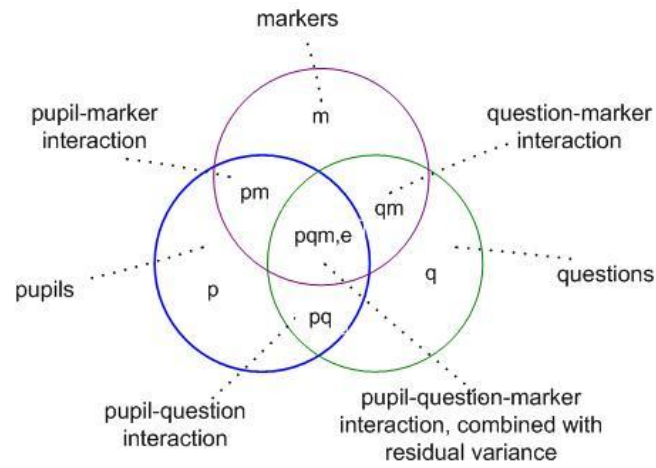 markers
pupil-marker
interaction
question-marker
interaction
m
pm
qm
pqm,e
pupils
p
q
questions
pq
pupil-question
interaction
pupil-question-marker
interaction, combined with
residual variance